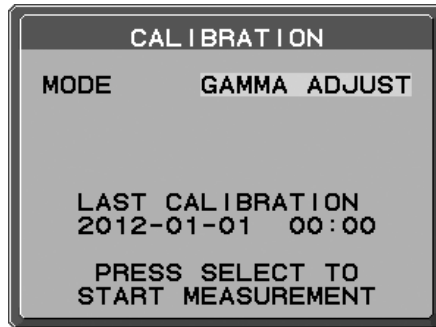 CALIBRATION
MODE GAMMA ADJUST
LAST CALIBRATION
2012-01-01 00:00
PRESS SELECT TO
START MEASUREMENT